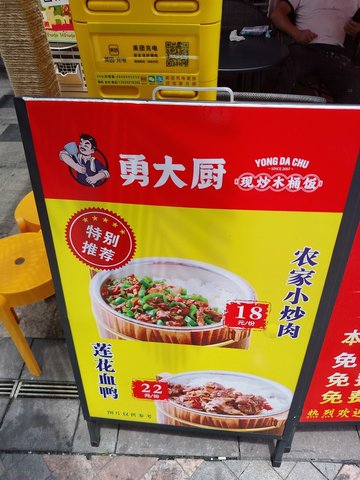 美团充电
勇大厨
YONG DA CHU
SINCE 2007
现炒木桶饭
特别
推荐
农家小炒肉
18
元/份
莲花血鸭
22
元/份
图片仅供参考
免
免费
热烈欢迎